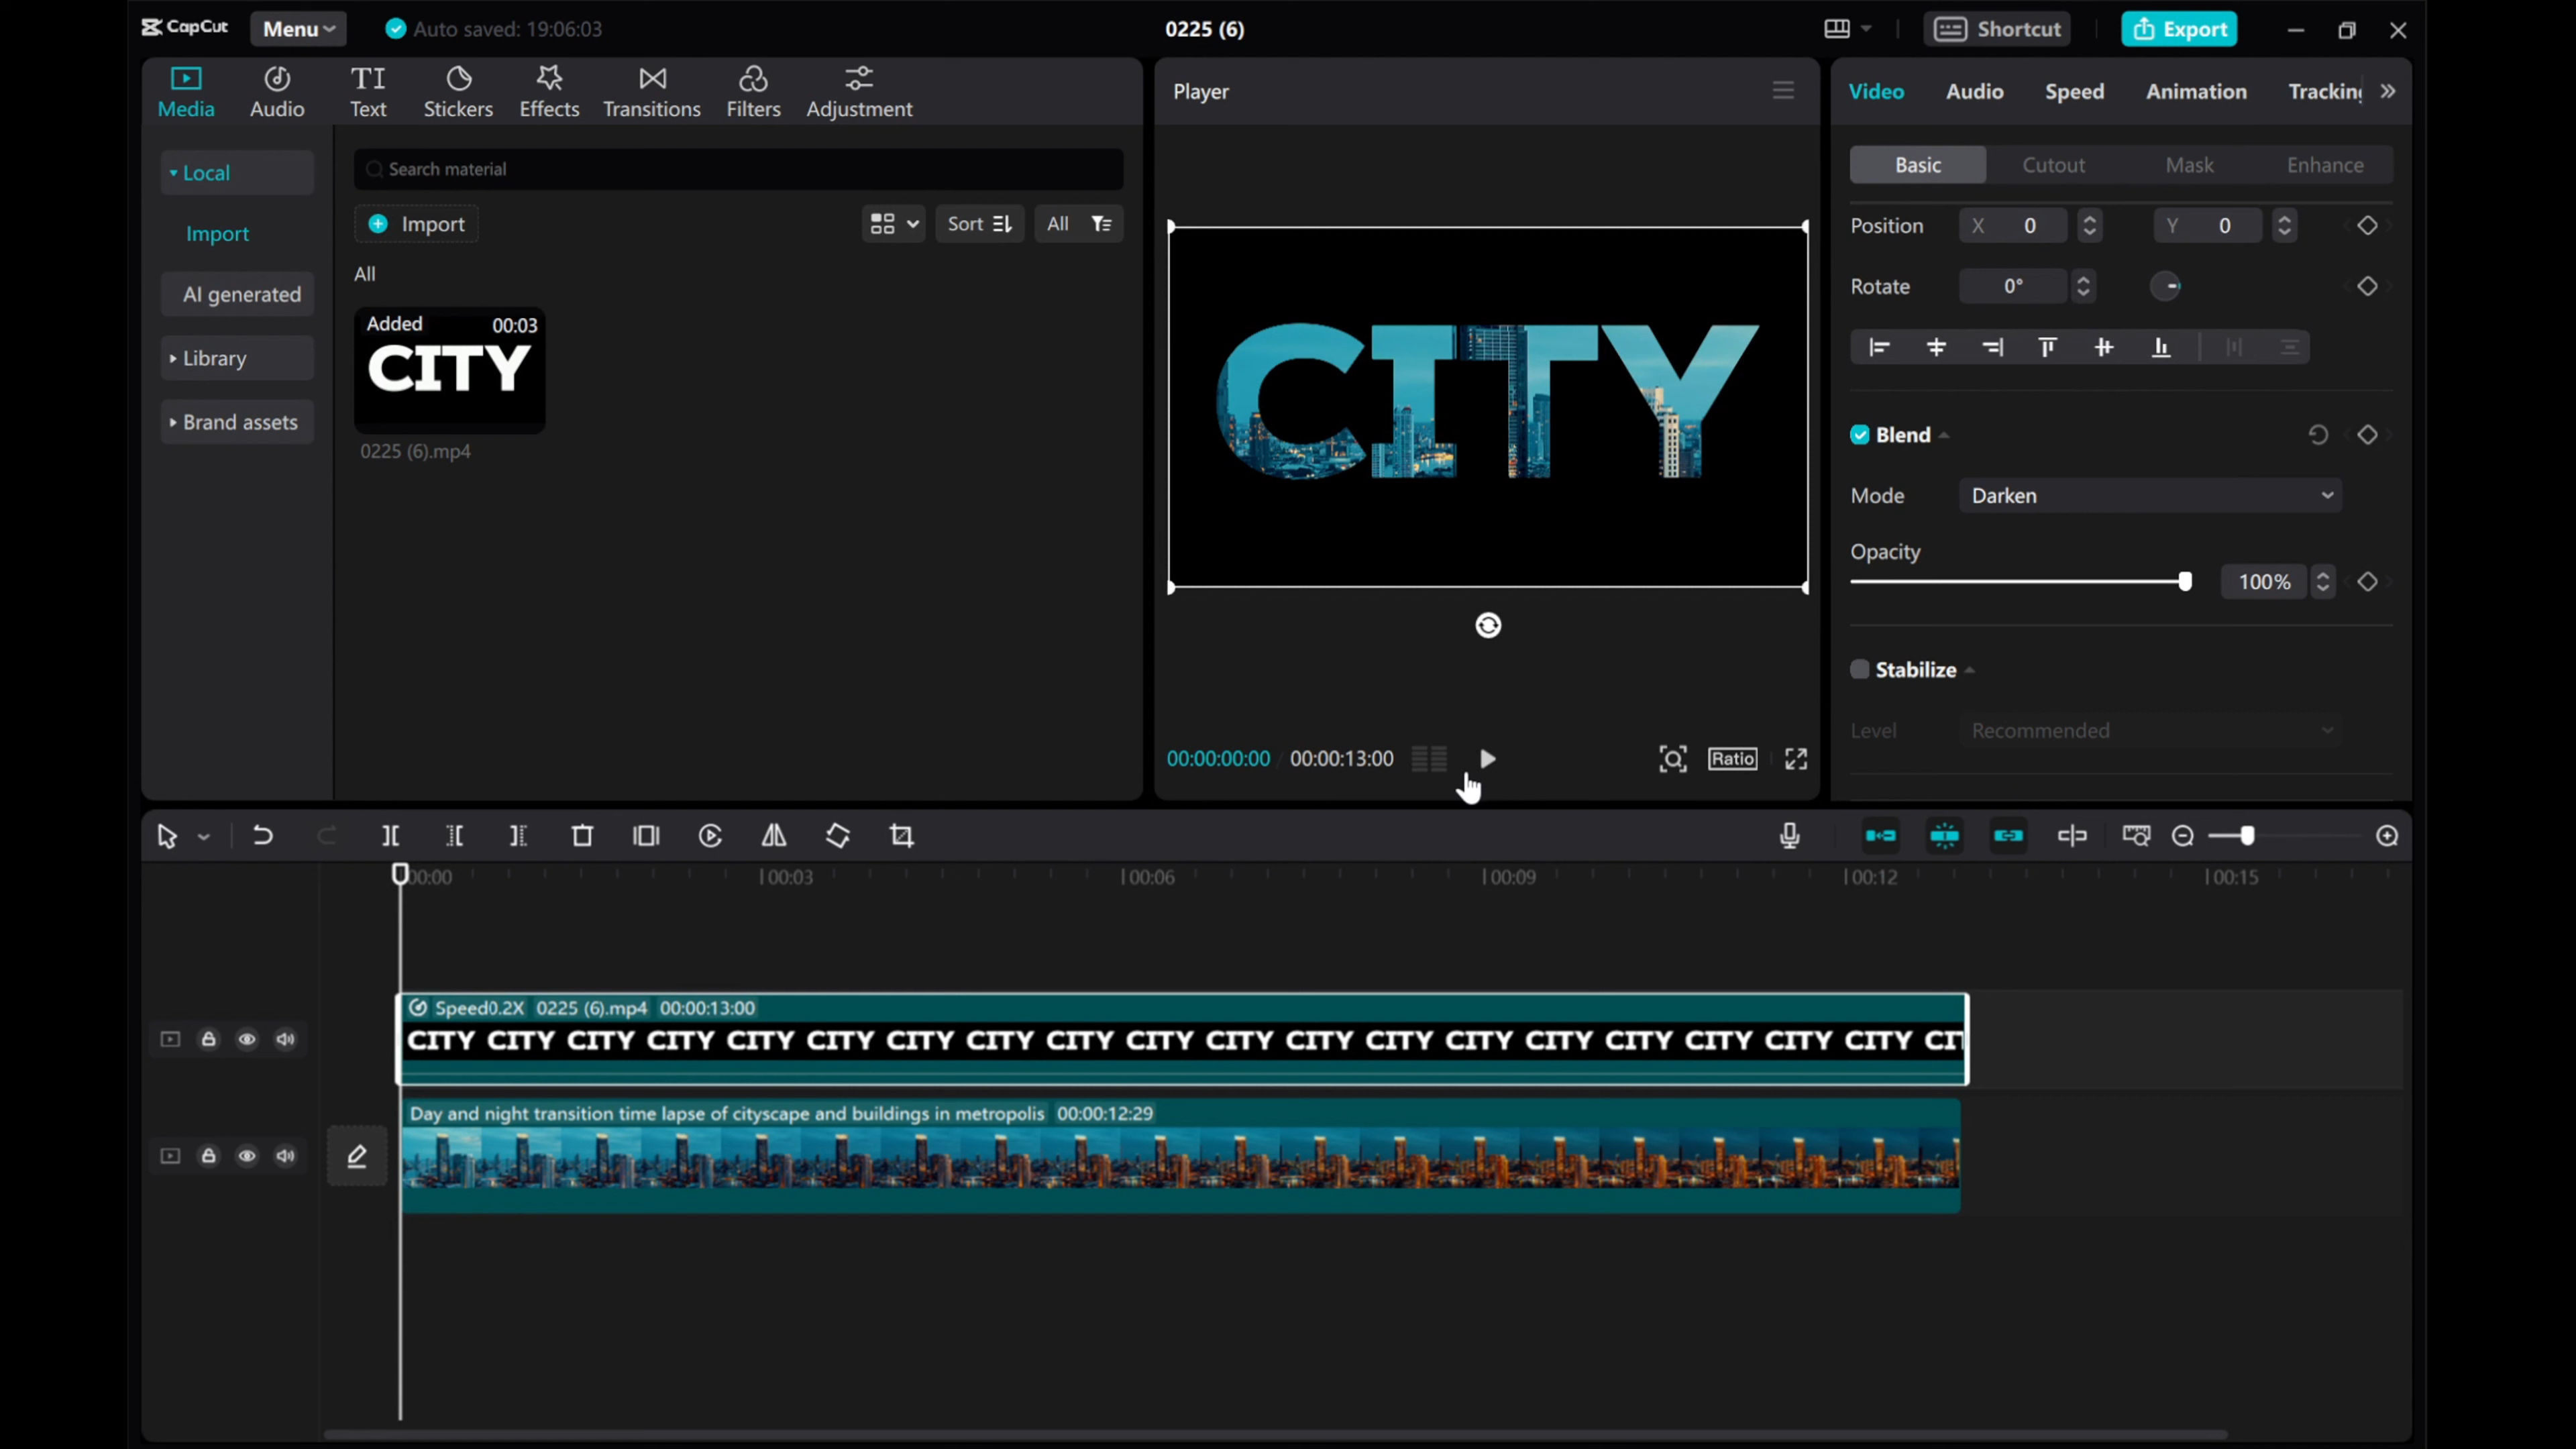 CapCut Menu Auto saved: 19:06:03 0225 (6) Shortcut Export
Media Audio Text Stickers Effects Transitions Filters Adjustment
Local
Import
AI generated
Library
Brand assets
Search material
Import Sort All
All
Added 00:03
CITY
0225 (6).mp4
Player
CITY
00:00:00:00 / 00:00:13:00 Ratio
Video Audio Speed Animation Tracking
Basic Cutout Mask Enhance
Position X 0 Y 0
Rotate 0°
Blend
Mode Darken
Opacity
100%
Stabilize
Level Recommended
00:00 00:03 00:06 00:09 00:12 00:15
Speed0.2X 0225 (6).mp4 00:00:13:00
CITY CITY CITY CITY CITY CITY CITY CITY CITY CITY CITY CITY CITY CITY CITY CITY CITY CITY CITY CIT
Day and night transition time lapse of cityscape and buildings in metropolis 00:00:12:29